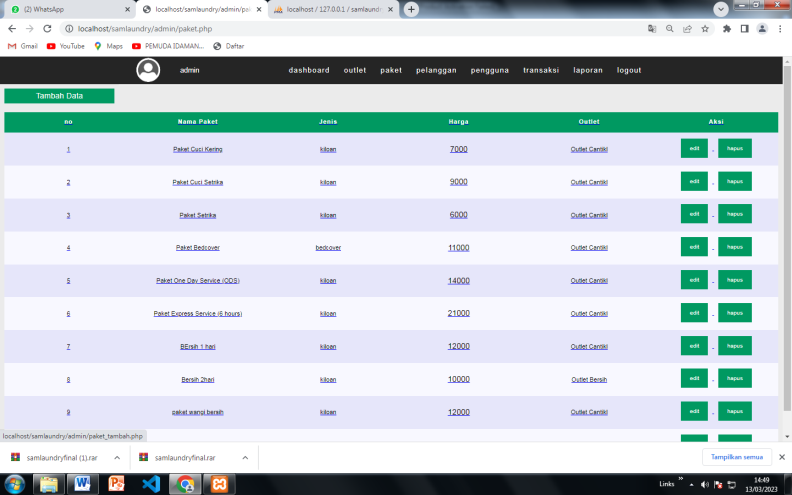 (2) WhatsApp
localhost/samlaundry/admin/pak
localhost / 127.0.0.1 / samlaundr
localhost/samlaundry/admin/paket.php
Gmail YouTube Maps PEMUDA IDAMAN... Daftar
admin dashboard outlet paket pelanggan pengguna transaksi laporan logout
Tambah Data
no Nama Paket Jenis Harga Outlet Aksi
1 Paket Cuci Kering kiloan 7000 Outlet Cantikl edit - hapus
2 Paket Cuci Setrika kiloan 9000 Outlet Cantikl edit - hapus
3 Paket Setrika kiloan 6000 Outlet Cantikl edit - hapus
4 Paket Bedcover bedcover 11000 Outlet Cantikl edit - hapus
5 Paket One Day Service (ODS) kiloan 14000 Outlet Cantikl edit - hapus
6 Paket Express Service (6 hours) kiloan 21000 Outlet Cantikl edit - hapus
7 BErsih 1 hari kiloan 12000 Outlet Cantikl edit - hapus
8 Bersih 2hari kiloan 10000 Outlet Bersih edit - hapus
9 paket wangi bersih kiloan 12000 Outlet Cantikl edit - hapus
localhost/samlaundry/admin/paket_tambah.php
samlaundryfinal (1).rar samlaundryfinal.rar Tampilkan semua
Links 14:49
13/03/2023